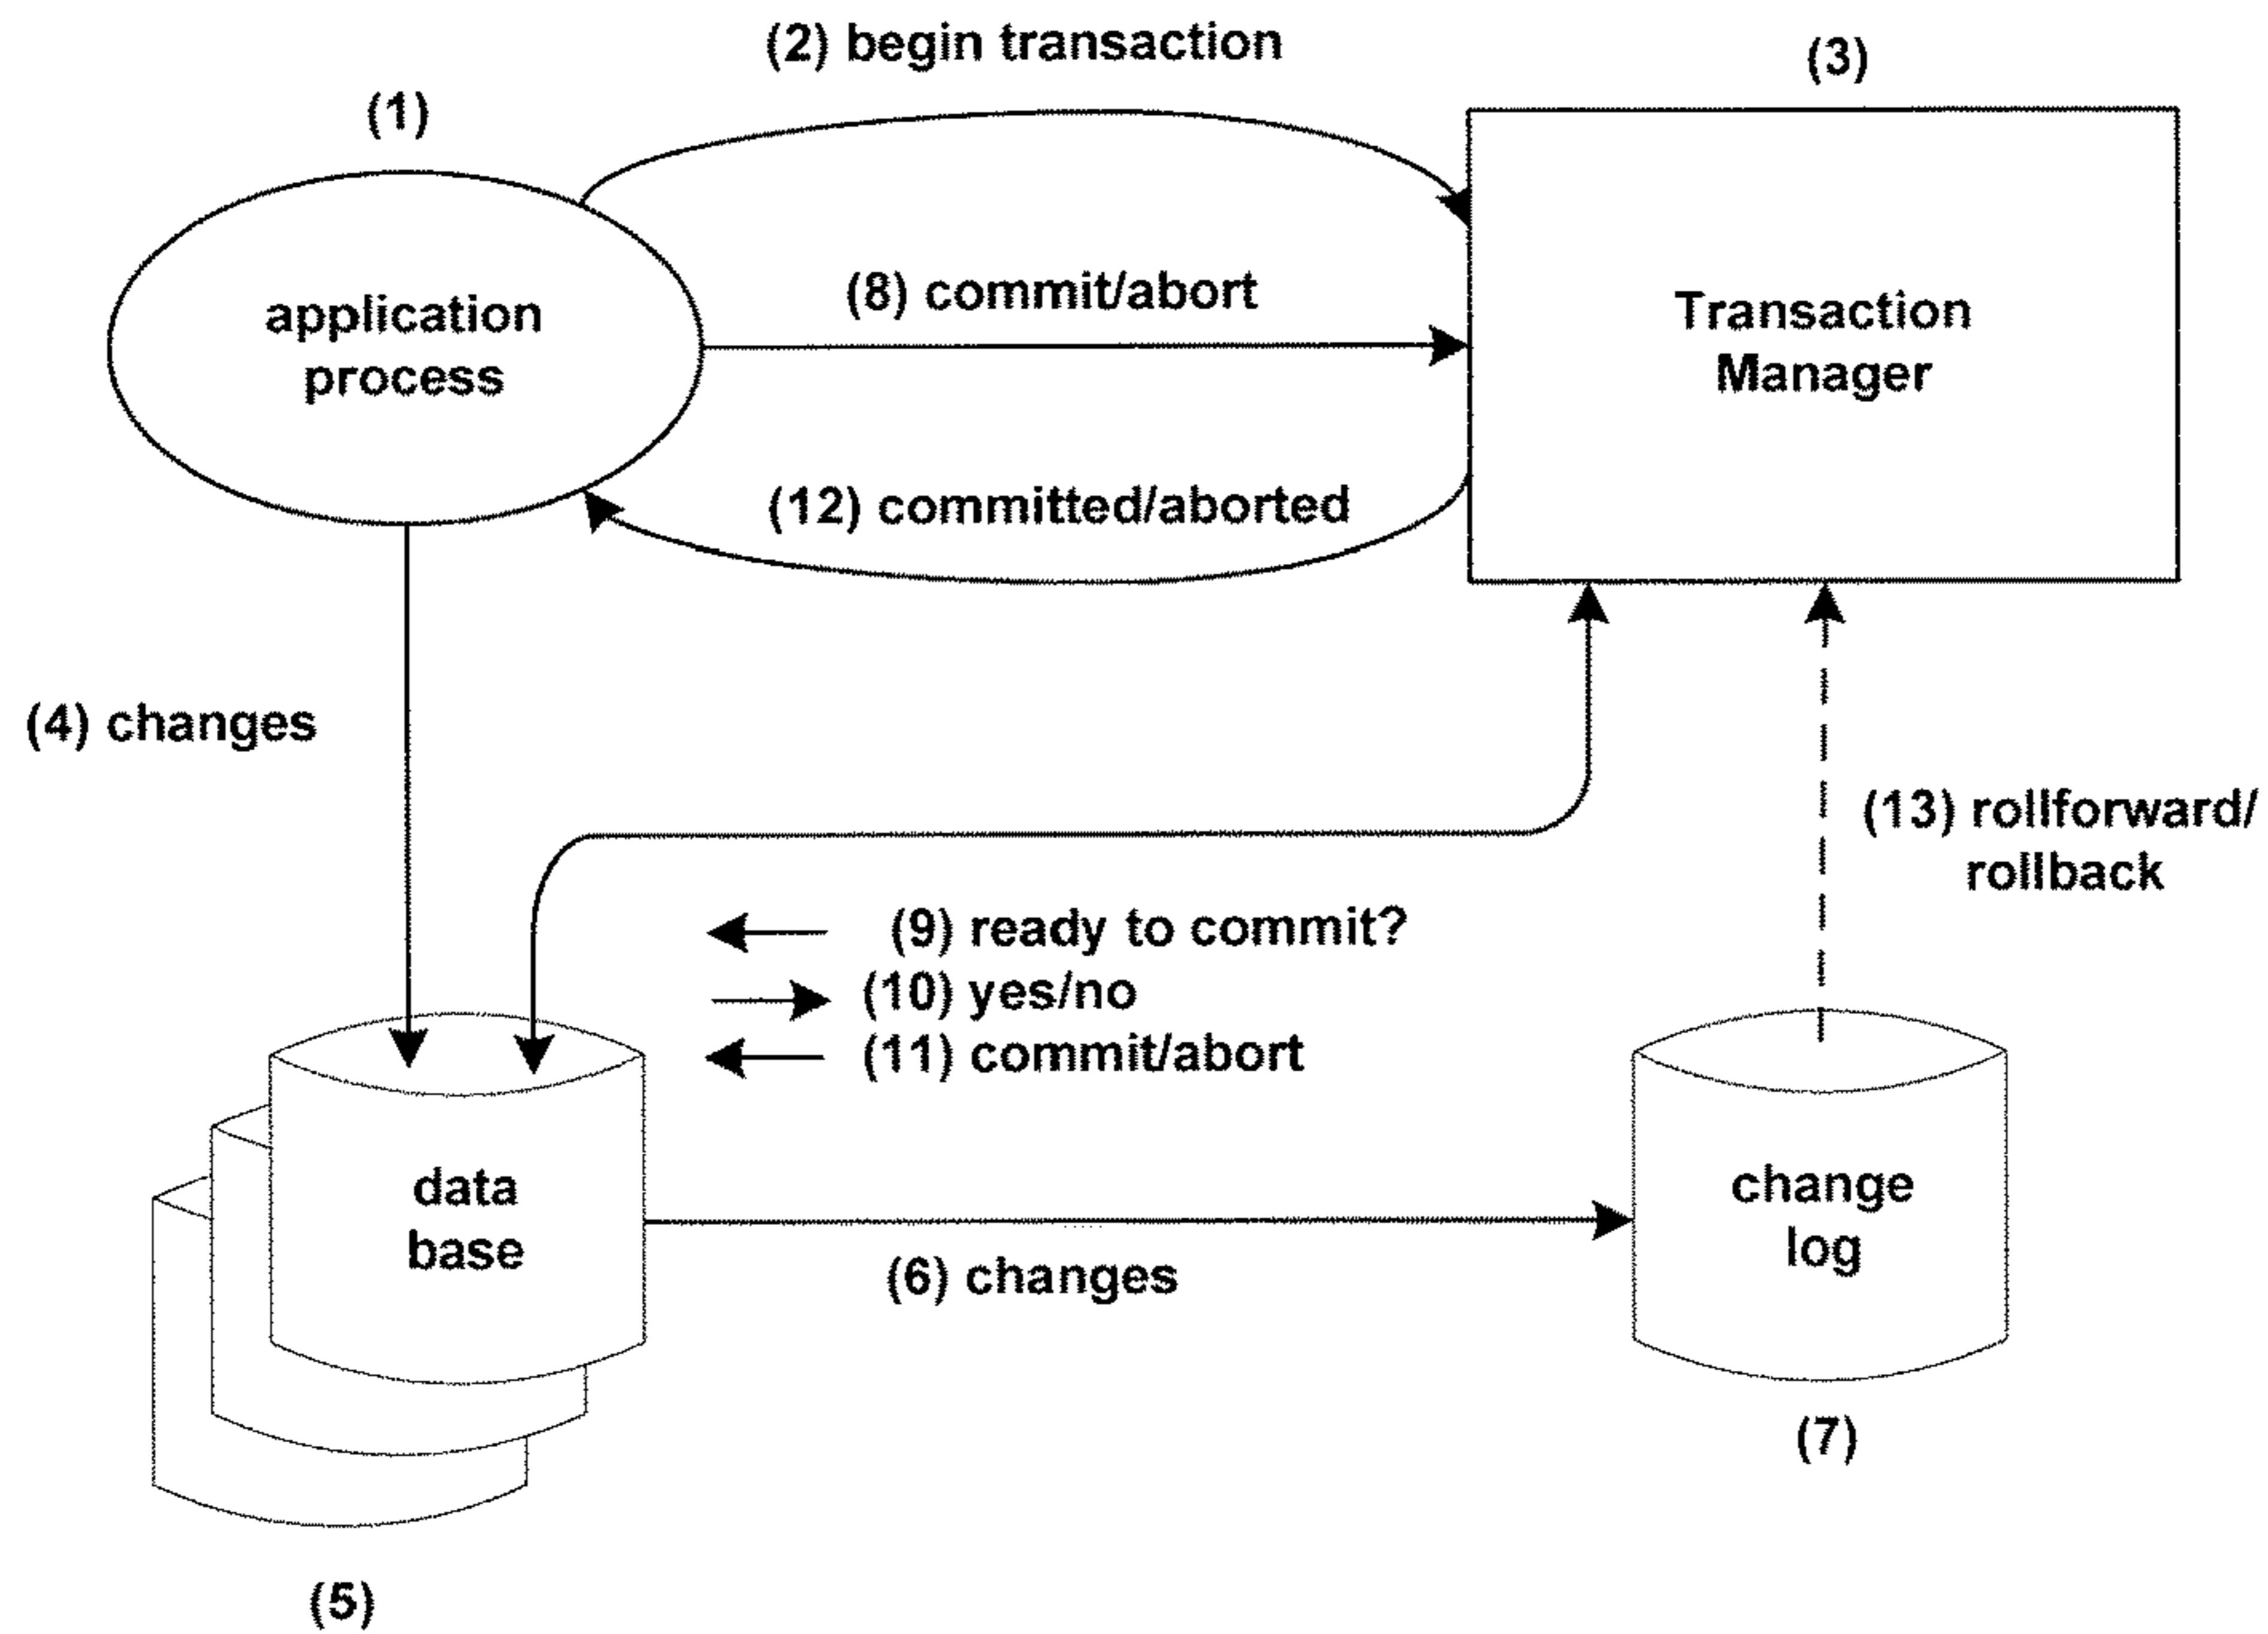 (2) begin transaction
(3)
(1)
application
process
(8) commit/abort
Transaction
Manager
(12) committed/aborted
(4) changes
(13) rollforward/
rollback
(9) ready to commit?
(10) yes/no
(11) commit/abort
data
base
change
log
(6) changes
(7)
(5)